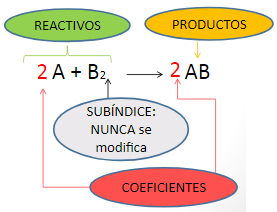 REACTIVOS
PRODUCTOS
2 A + B₂ → 2 AB
SUBÍNDICE:
NUNCA se
modifica
COEFICIENTES